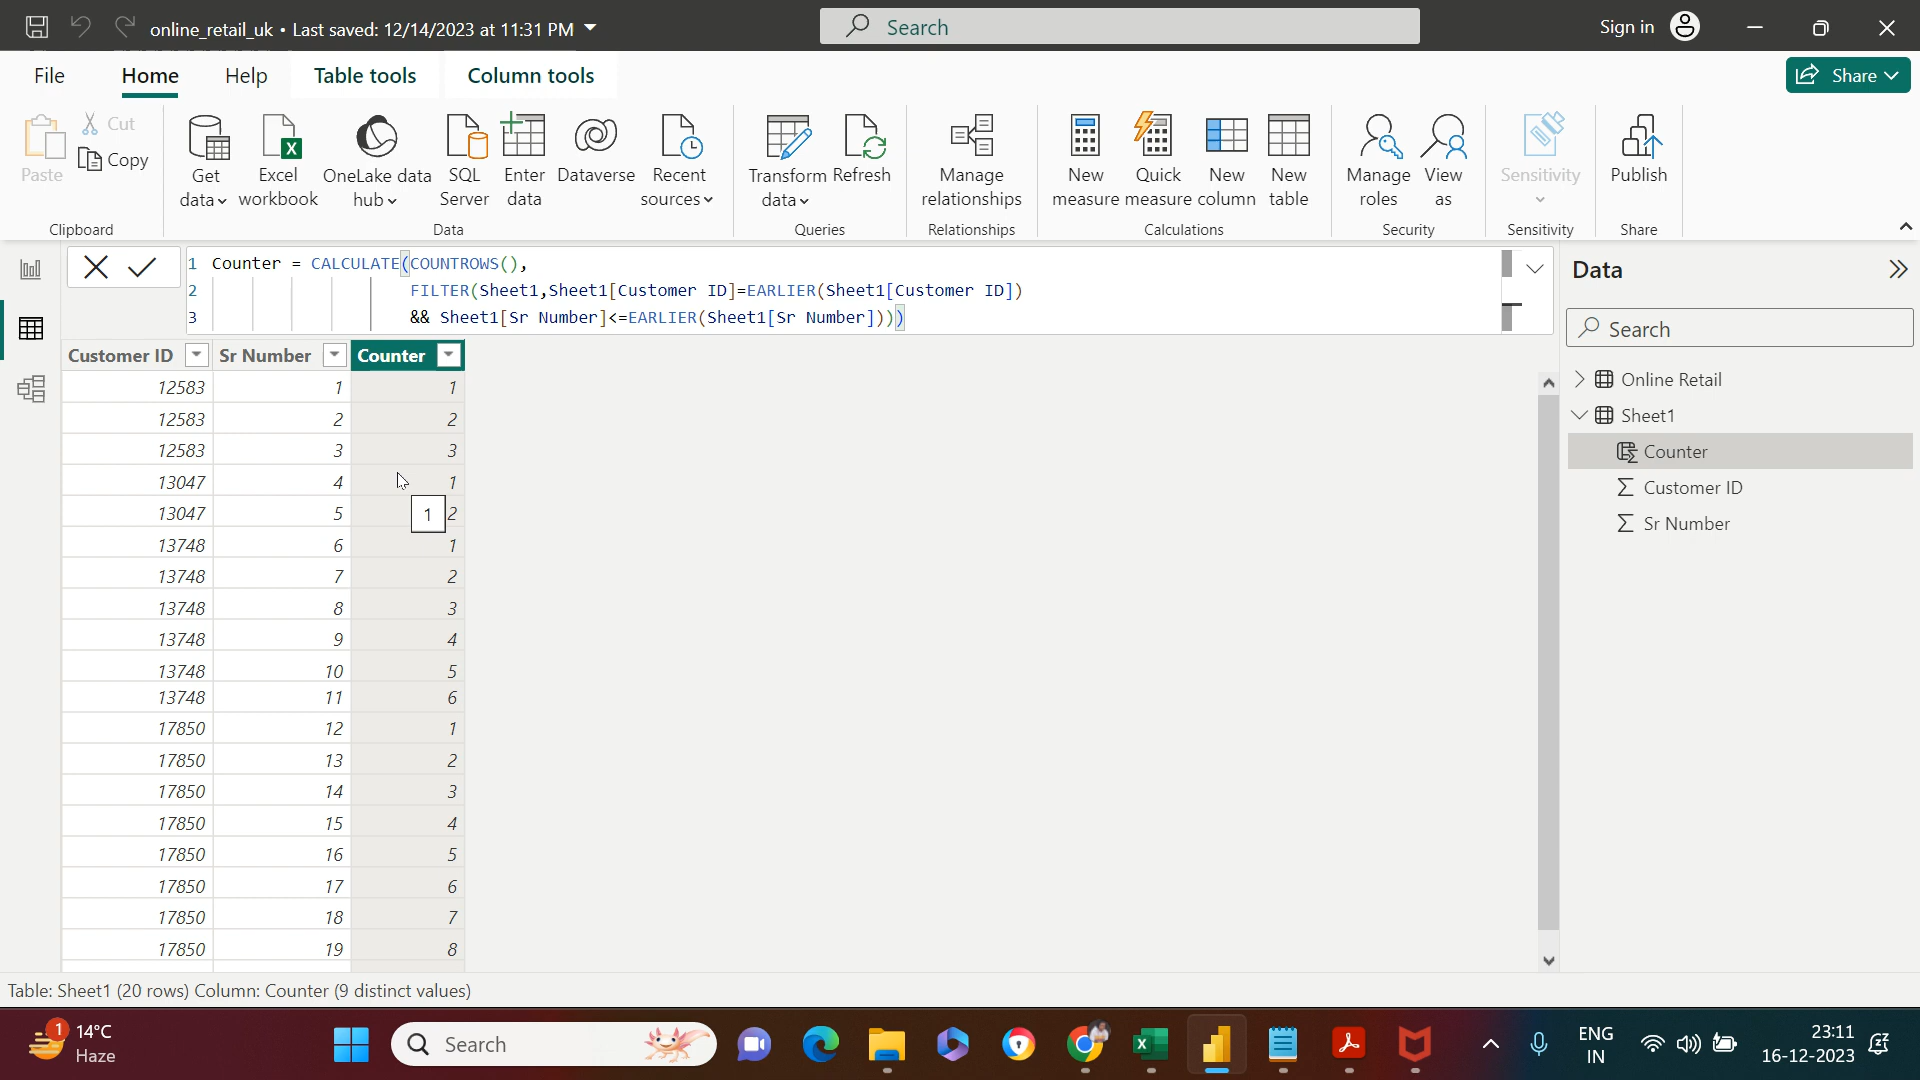 online_retail_uk • Last saved: 12/14/2023 at 11:31 PM
Search
Sign in
File Home Help Table tools Column tools
Share
Paste
Cut
Copy
Clipboard
Get data
Excel workbook
OneLake data hub
SQL Server
Enter data
Dataverse
Recent sources
Data
Transform data
Refresh
Queries
Manage relationships
Relationships
New measure
Quick measure
New column
New table
Calculations
Manage roles
View as
Security
Sensitivity
Sensitivity
Publish
Share
1 Counter = CALCULATE(COUNTROWS(),
2 FILTER(Sheet1,Sheet1[Customer ID]=EARLIER(Sheet1[Customer ID])
3 && Sheet1[Sr Number]<=EARLIER(Sheet1[Sr Number])))
Customer ID Sr Number Counter
12583 1 1
12583 2 2
12583 3 3
13047 4 1
13047 5 2
1
13748 6 1
13748 7 2
13748 8 3
13748 9 4
13748 10 5
13748 11 6
17850 12 1
17850 13 2
17850 14 3
17850 15 4
17850 16 5
17850 17 6
17850 18 7
17850 19 8
Data
Search
Online Retail
Sheet1
Counter
Customer ID
Sr Number
Table: Sheet1 (20 rows) Column: Counter (9 distinct values)
1
14°C
Haze
Search
ENG
IN
23:11
16-12-2023